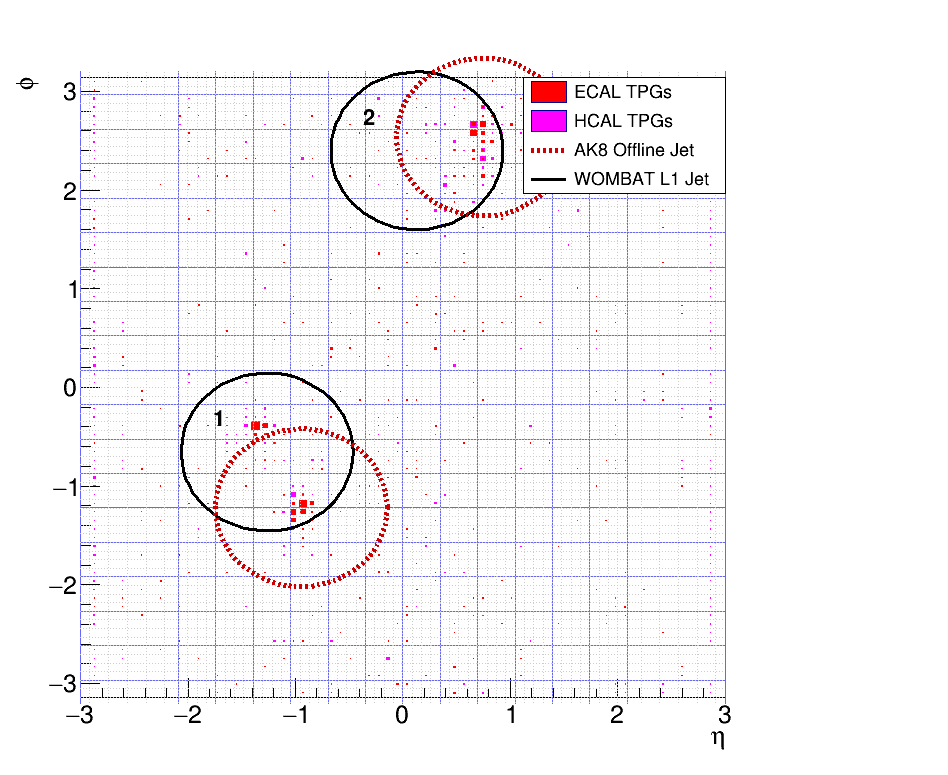 ϕ
3
2
1
0
−1
−2
−3
2
1
ECAL TPGs
HCAL TPGs
AK8 Offline Jet
WOMBAT L1 Jet
−3 −2 −1 0 1 2 3
η